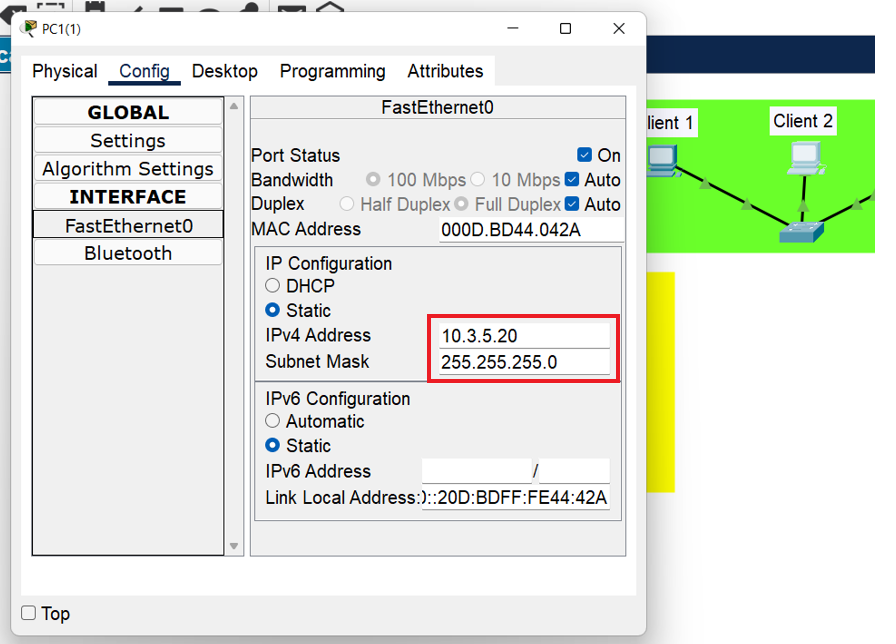 PC1(1)
Physical Config Desktop Programming Attributes
GLOBAL
Settings
Algorithm Settings
INTERFACE
FastEthernet0
Bluetooth
FastEthernet0
Port Status On
Bandwidth 100 Mbps 10 Mbps Auto
Duplex Half Duplex Full Duplex Auto
MAC Address 000D.BD44.042A
IP Configuration
DHCP
Static
IPv4 Address 10.3.5.20
Subnet Mask 255.255.255.0
IPv6 Configuration
Automatic
Static
IPv6 Address /
Link Local Address: ::20D:BDFF:FE44:42A
Top
lient 1
Client 2